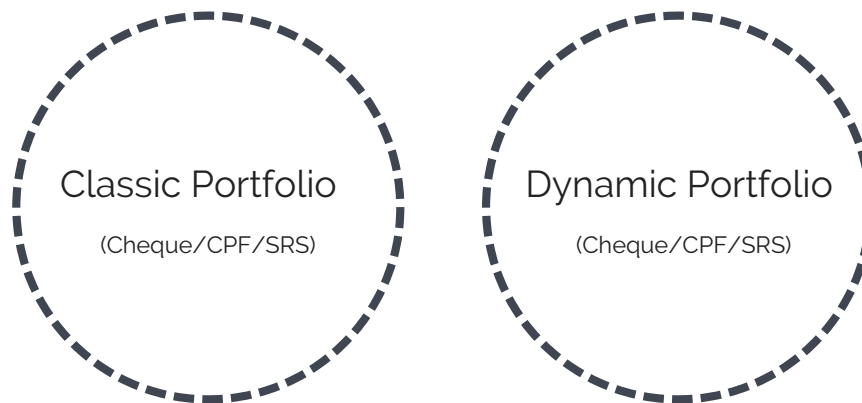 Classic Portfolio
(Cheque/CPF/SRS)
Dynamic Portfolio
(Cheque/CPF/SRS)